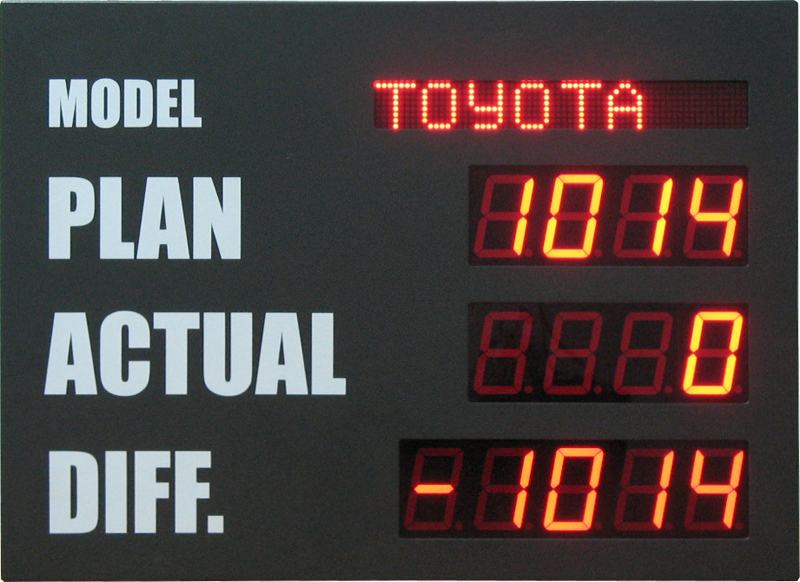 MODEL TOYOTA
PLAN 1014
ACTUAL 0
DIFF. -1014